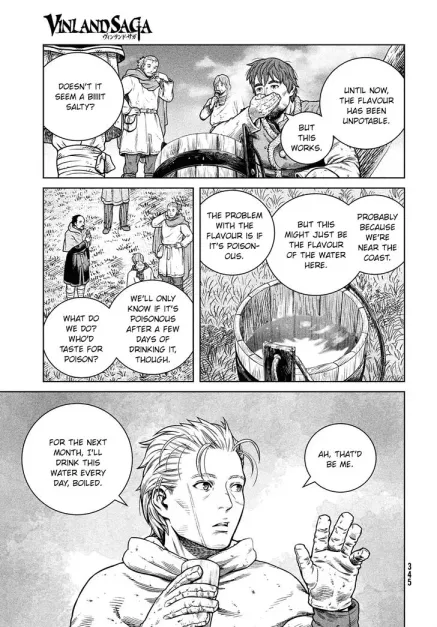 VINLAND SAGA
ヴィンランド・サガ
UNTIL NOW,
THE FLAVOUR
HAS BEEN
UNPOTABLE.
BUT
THIS
WORKS.
DOESN'T IT
SEEM A BIIIIT
SALTY?
PROBABLY
BECAUSE
WE'RE
NEAR THE
COAST.
BUT THIS
MIGHT JUST BE
THE FLAVOUR
OF THE WATER
HERE.
THE PROBLEM
WITH THE
FLAVOUR IS IF
IT'S POISON-
OUS.
WE'LL ONLY
KNOW IF IT'S
POISONOUS
AFTER A FEW
DAYS OF
DRINKING IT,
THOUGH.
WHAT DO
WE DO?
WHO'D
TASTE FOR
POISON?
AH, THAT'D
BE ME.
FOR THE NEXT
MONTH, I'LL
DRINK THIS
WATER EVERY
DAY, BOILED.
345